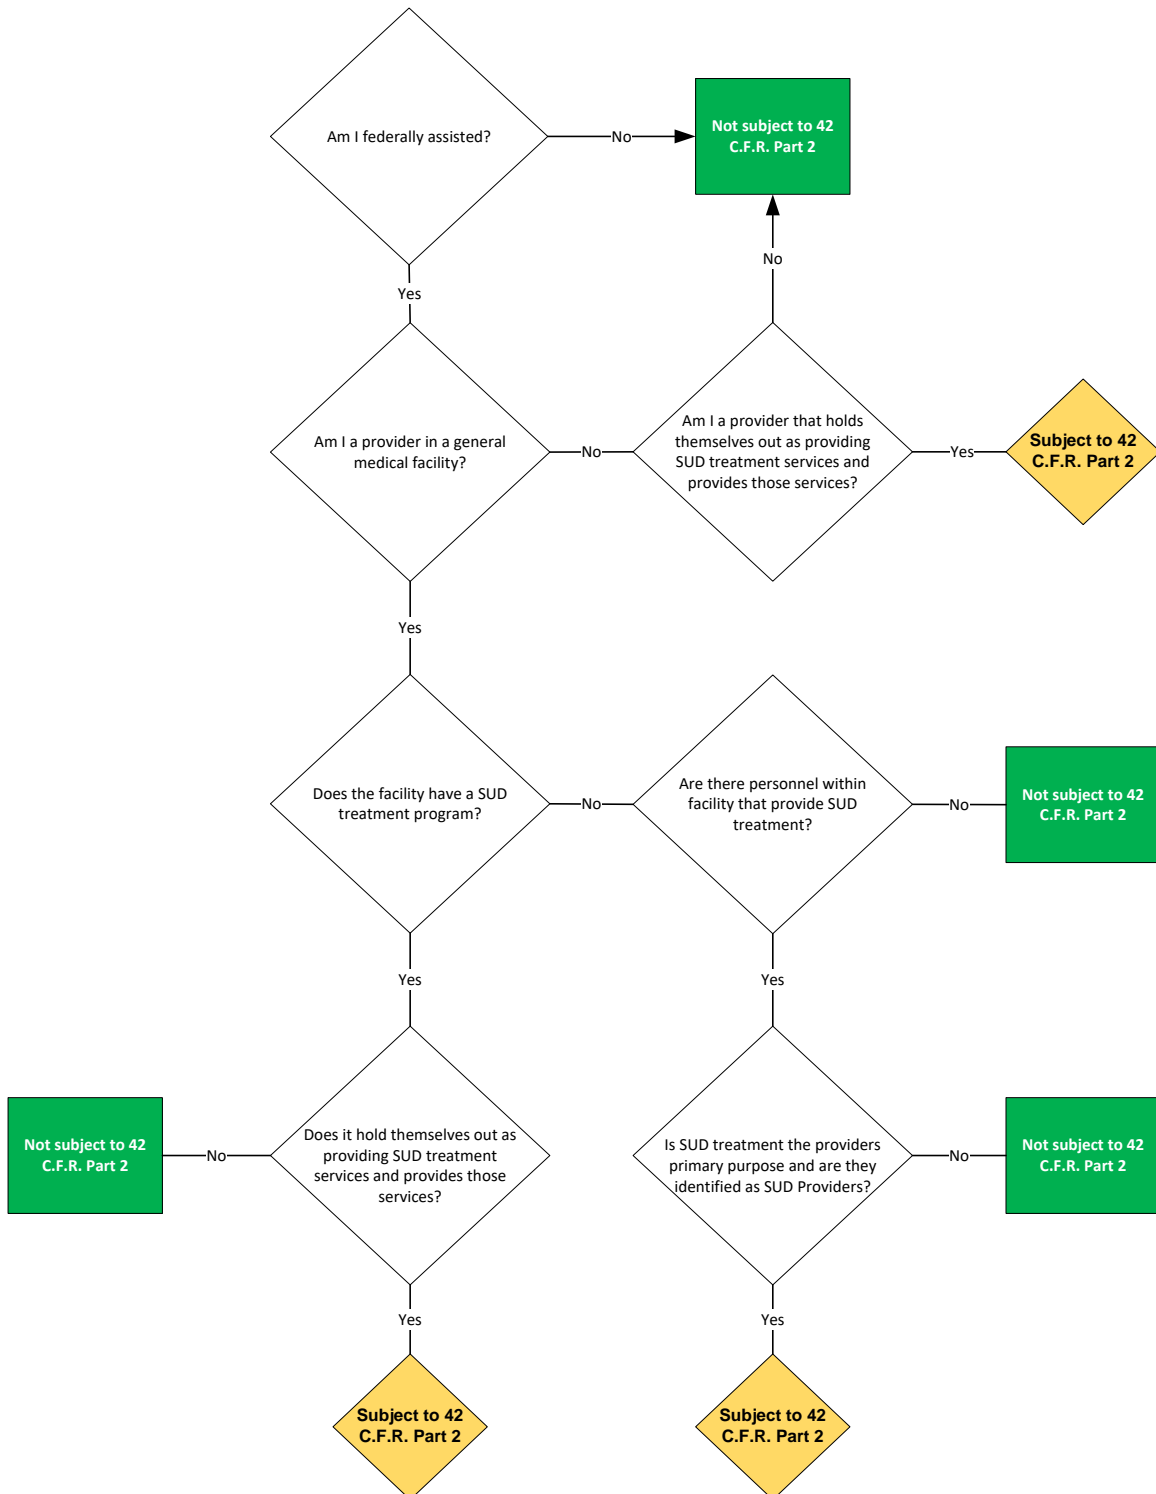 Am I federally assisted?
No
Not subject to 42
C.F.R. Part 2
Yes
No
Am I a provider in a general
medical facility?
No
Am I a provider that holds
themselves out as providing
SUD treatment services and
provides those services?
Yes
Subject to 42
C.F.R. Part 2
Yes
Does the facility have a SUD
treatment program?
No
Are there personnel within
facility that provide SUD
treatment?
No
Not subject to 42
C.F.R. Part 2
Yes
Yes
Not subject to 42
C.F.R. Part 2
No
Does it hold themselves out as
providing SUD treatment
services and provides those
services?
Is SUD treatment the providers
primary purpose and are they
identified as SUD Providers?
No
Not subject to 42
C.F.R. Part 2
Yes
Yes
Subject to 42
C.F.R. Part 2
Subject to 42
C.F.R. Part 2